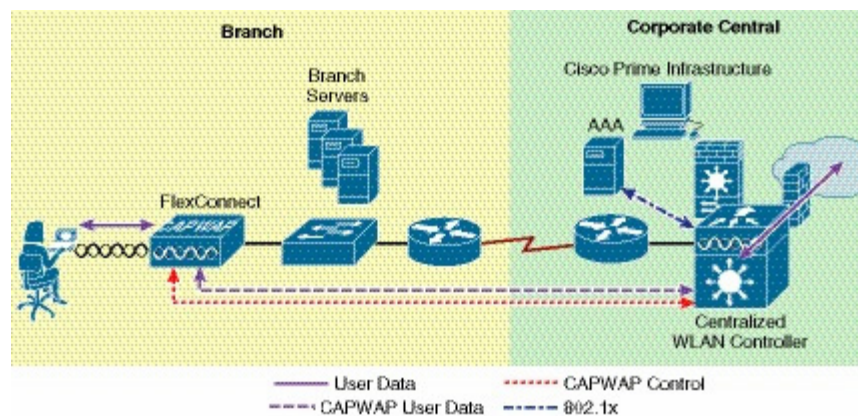 Branch
Corporate Central
Cisco Prime Infrastructure
Branch
Servers
AAA
FlexConnect
CAPWAP
Centralized
WLAN Controller
User Data
CAPWAP Control
CAPWAP User Data
802.1x